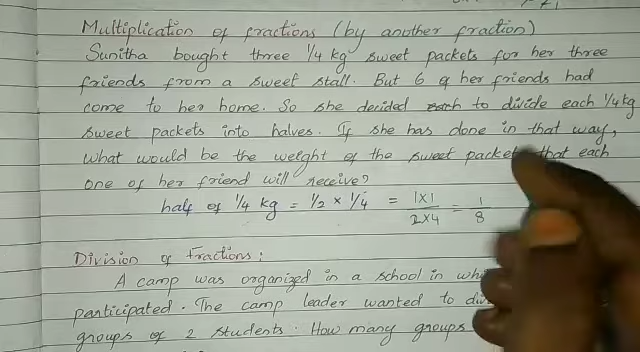 Multiplication of fractions (by another fraction)
Sunitha bought three 1/4 kg sweet packets for her three
friends from a sweet stall. But 6 of her friends had
come to her home. So she decided to divide each 1/4 kg
sweet packets into halves. If she has done in that way,
what would be the weight of the sweet packet that each
one of her friend will receive?
half of 1/4 kg = 1/2 × 1/4 = 1×1/2×4 = 1/8
Division of Fractions:
A camp was organized in a school in
participated. The camp leader wanted to
groups of 2 students. How many groups